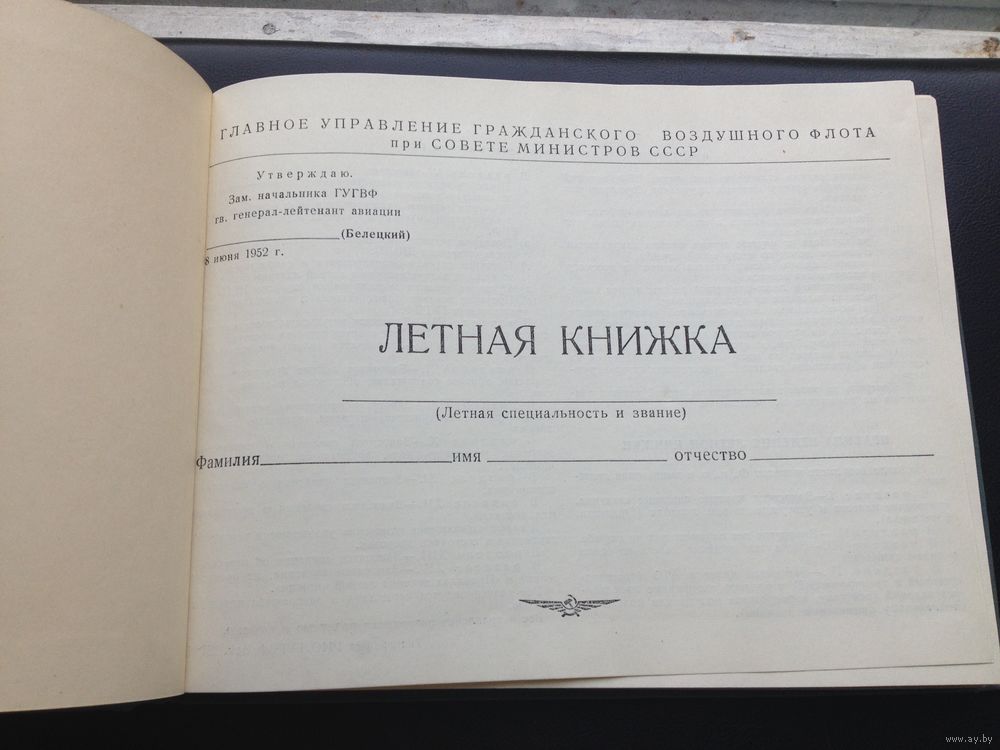 ГЛАВНОЕ УПРАВЛЕНИЕ ГРАЖДАНСКОГО ВОЗДУШНОГО ФЛОТА
при СОВЕТЕ МИНИСТРОВ СССР
Утверждаю.
Зам. начальника ГУГВФ
гв. генерал-лейтенант авиации
(Белецкий)
8 июня 1952 г.
ЛЕТНАЯ КНИЖКА
(Летная специальность и звание)
Фамилия имя отчество
www.ay.by